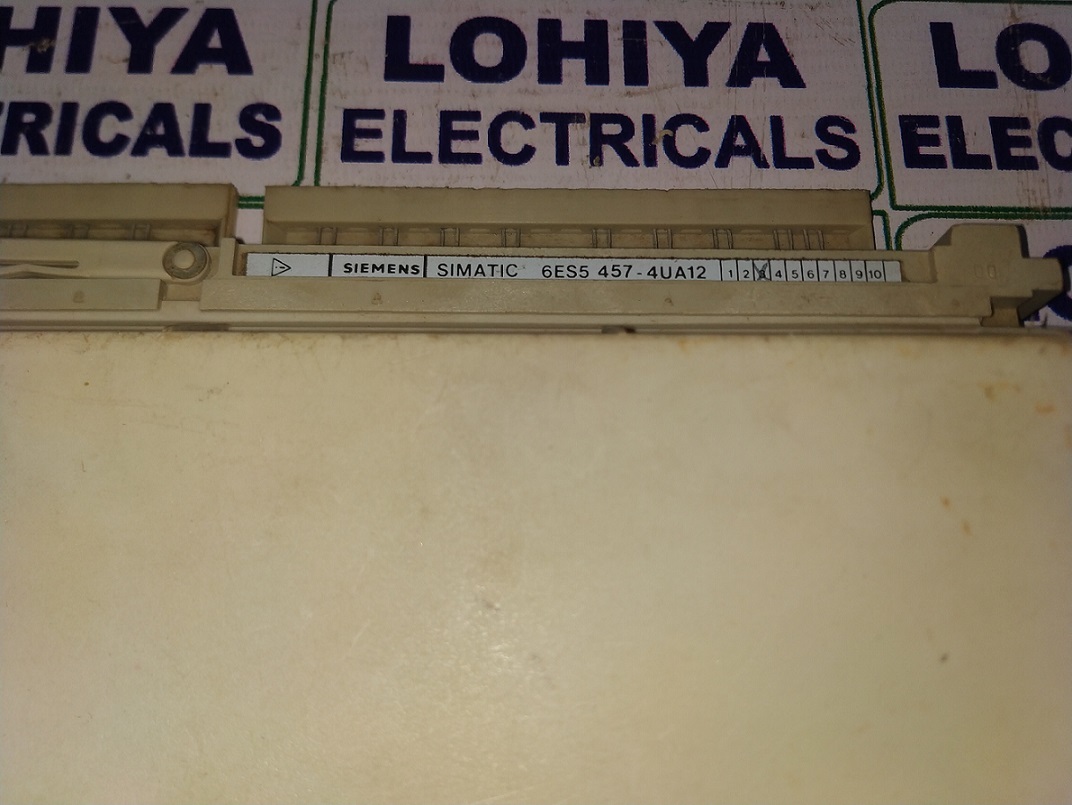 HIYA LOHIYA LO
TRICALS ELECTRICALS ELEC
SIEMENS SIMATIC 6ES5 457-4UA12 1 2 3 4 5 6 7 8 9 10